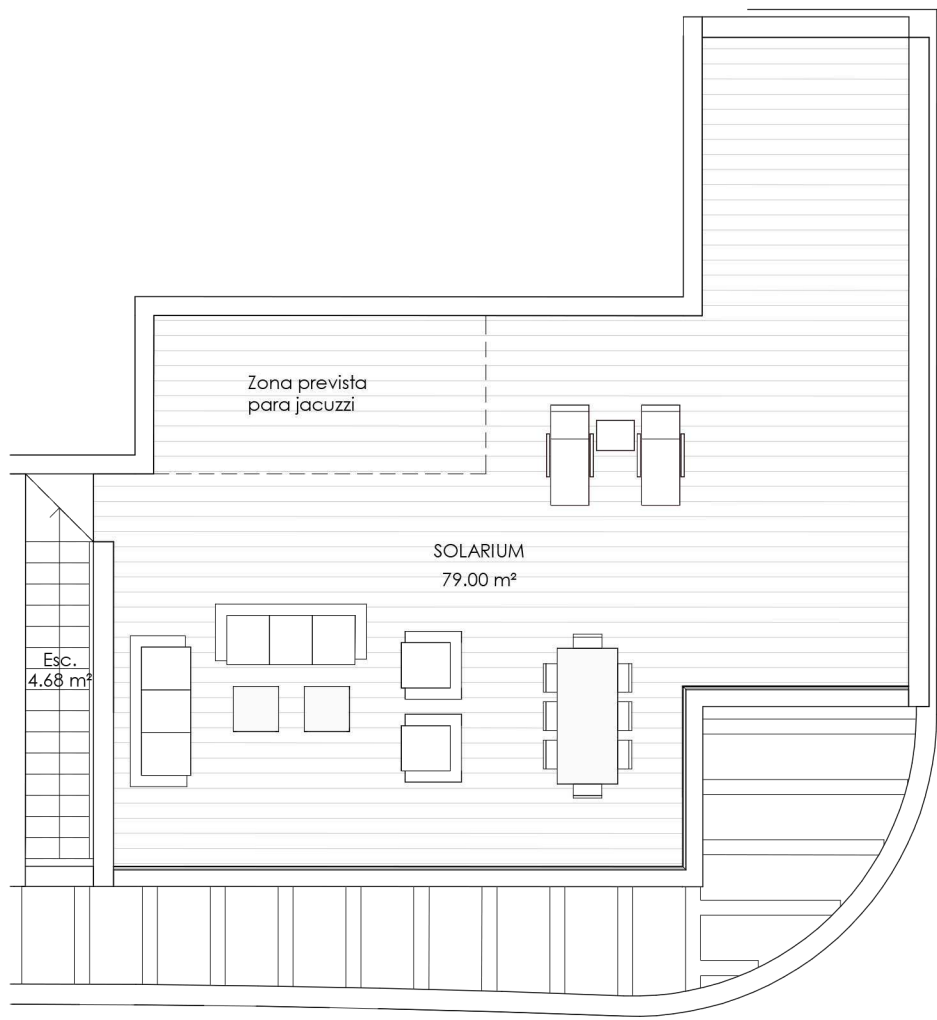 Zona prevista
para jacuzzi
SOLARIUM
79.00 m²
Esc.
4.68 m²